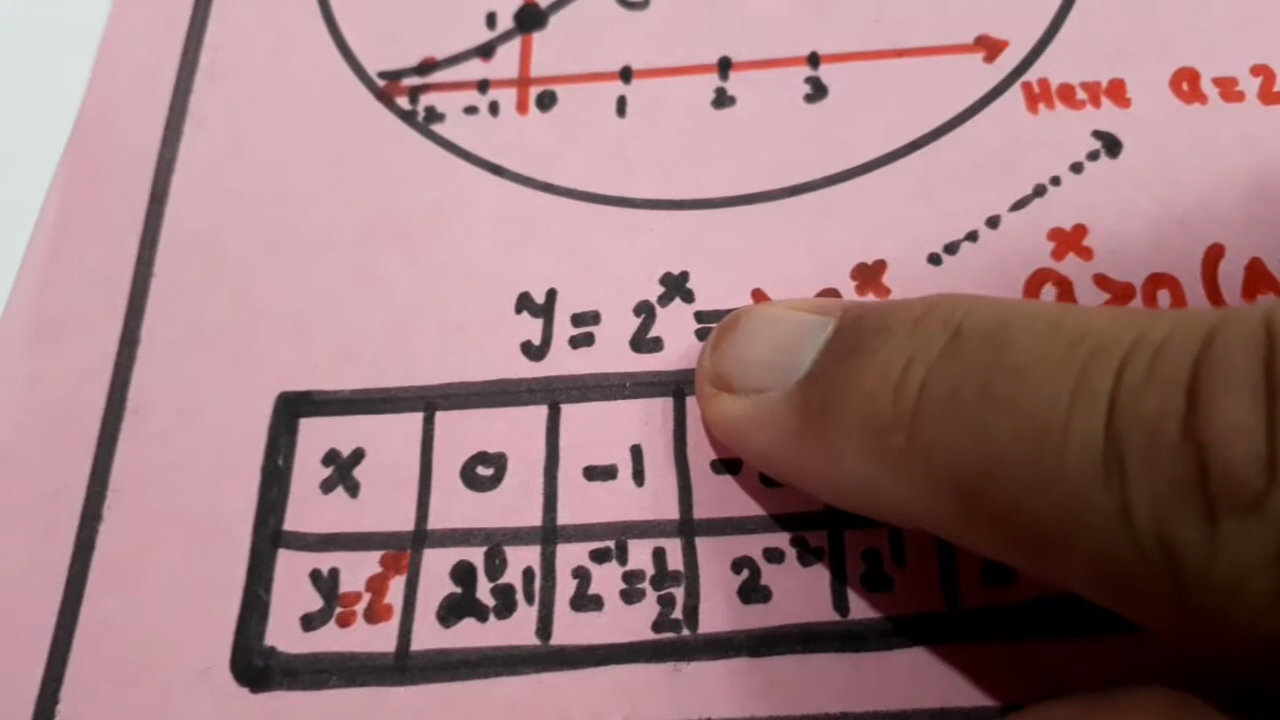 1
-2 -1 0 1 2 3
Here a=2
y = 2^x =
x 0 -1
y=2^x 2^0=1 2^-1=1/2 2^-2 2^1